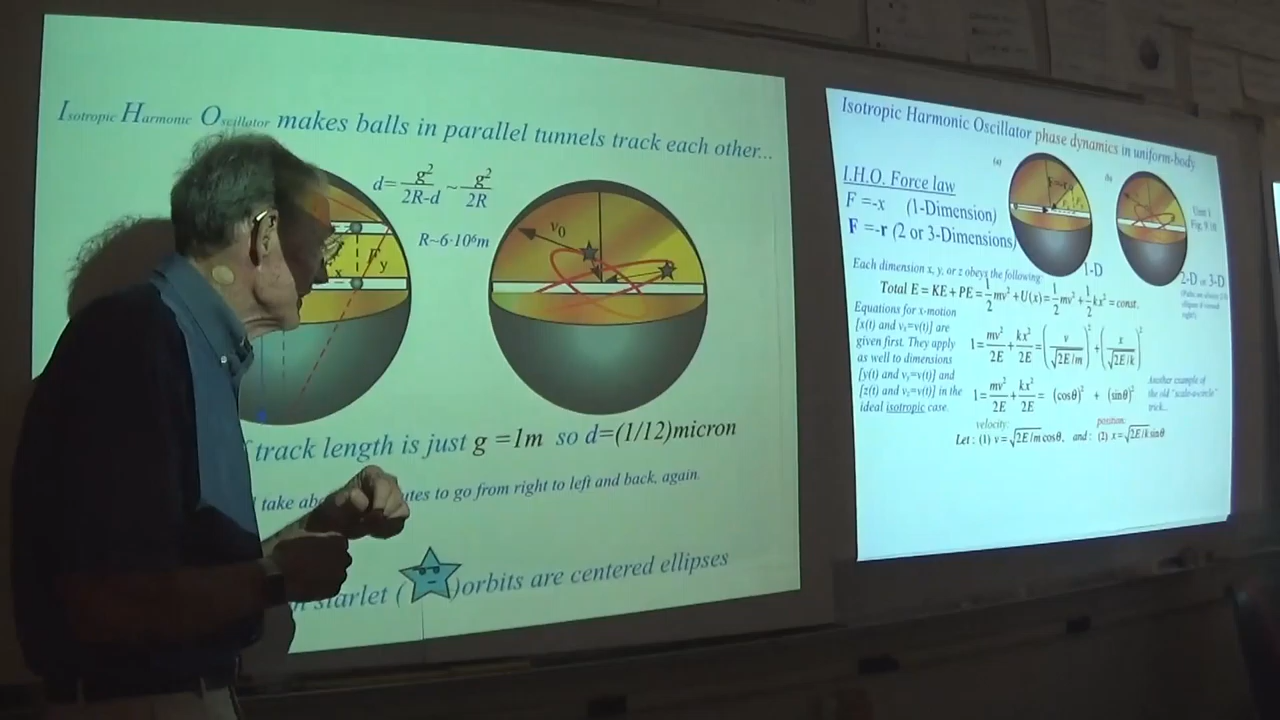 Isotropic Harmonic Oscillator makes balls in parallel tunnels track each other...
d= g²/2R-d ~ g²/2R
R~6·10⁶m
x
F
y
v₀
track length is just g =1m so d=(1/12)micron
take to go from right to left and back, again.
starlet ( )orbits are centered ellipses
Isotropic Harmonic Oscillator phase dynamics in uniform-body
(a)
(b)
I.H.O. Force law
F =-x (1-Dimension)
F =-r (2 or 3-Dimensions)
Unit 1
1-D
2-D or 3-D
Each dimension x, y, or z obeys the following:
Total E = KE + PE = 1/2 mv² + U(x) = 1/2 mv² + 1/2 kx² = const.
Equations for x-motion
[x(t) and vₓ=v(t)] are
given first. They apply
as well to dimensions
[y(t) and vᵧ=v(t)] and
[z(t) and v_z=v(t)] in the
ideal isotropic case.
1 = mv²/2E + kx²/2E = (v/√2E/m)² + (x/√2E/k)²
1 = mv²/2E + kx²/2E = (cosθ)² + (sinθ)²
Another example of
the old "scale-a-circle"
trick...
velocity:
position:
Let : (1) v = √2E/m cosθ, and : (2) x = √2E/k sinθ